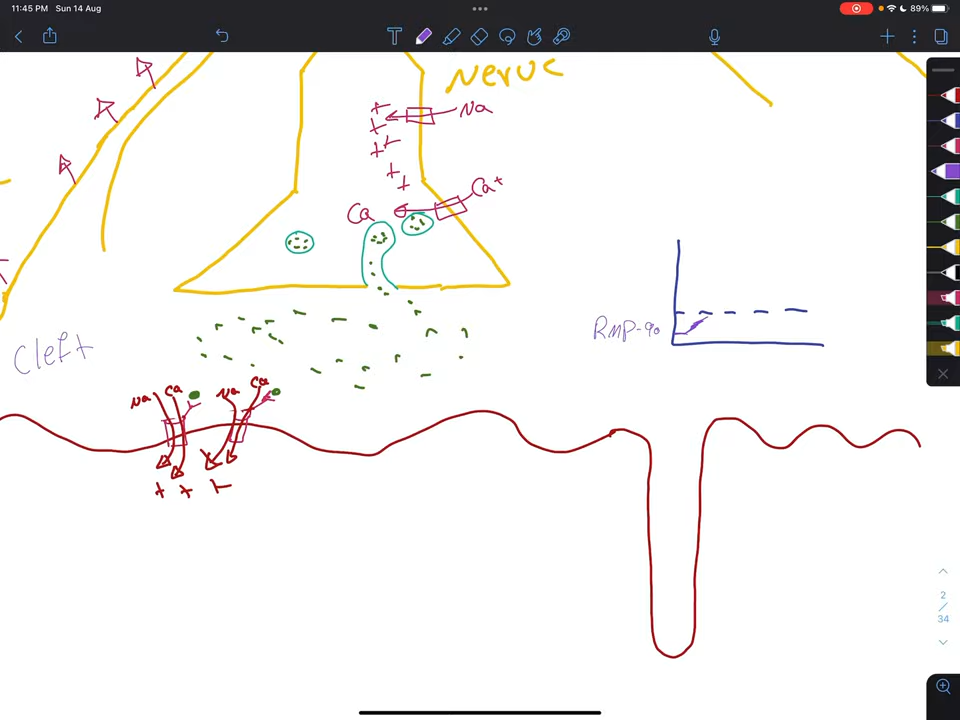 11:45 PM Sun 14 Aug
89%
T
Nerve
Na
Ca+
Ca
RMP-90
Cleft
Na Ca Na Ca
2
/
34